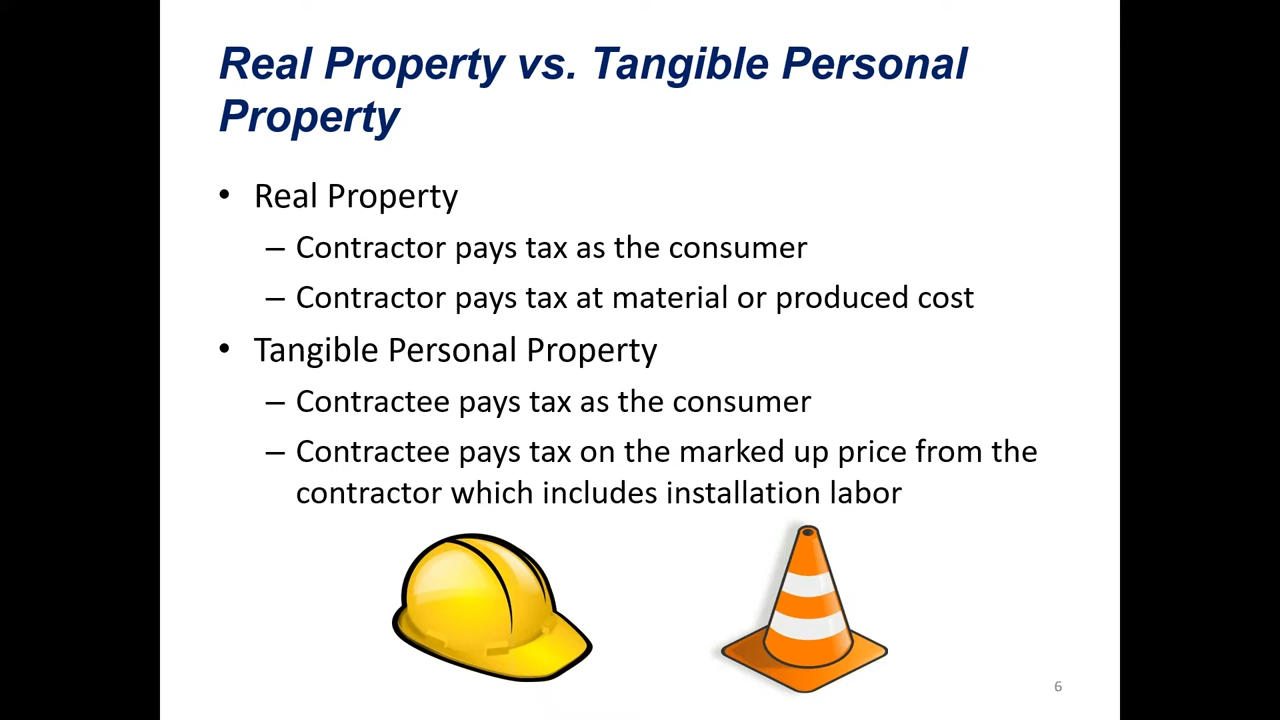 Real Property vs. Tangible Personal
Property
• Real Property
– Contractor pays tax as the consumer
– Contractor pays tax at material or produced cost
• Tangible Personal Property
– Contractee pays tax as the consumer
– Contractee pays tax on the marked up price from the
contractor which includes installation labor
6